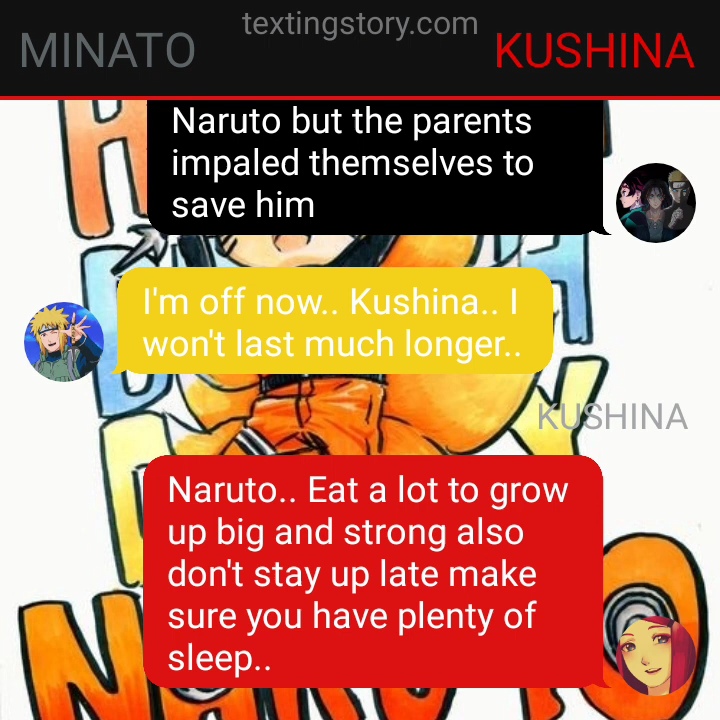 textingstory.com
MINATO
KUSHINA
Naruto but the parents
impaled themselves to
save him
I'm off now.. Kushina.. I
won't last much longer..
KUSHINA
Naruto.. Eat a lot to grow
up big and strong also
don't stay up late make
sure you have plenty of
sleep..
NARUTO